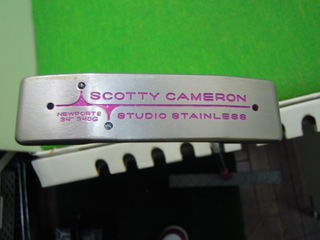 SCOTTY CAMERON
NEWPORT 2
34" 340G
STUDIO STAINLESS